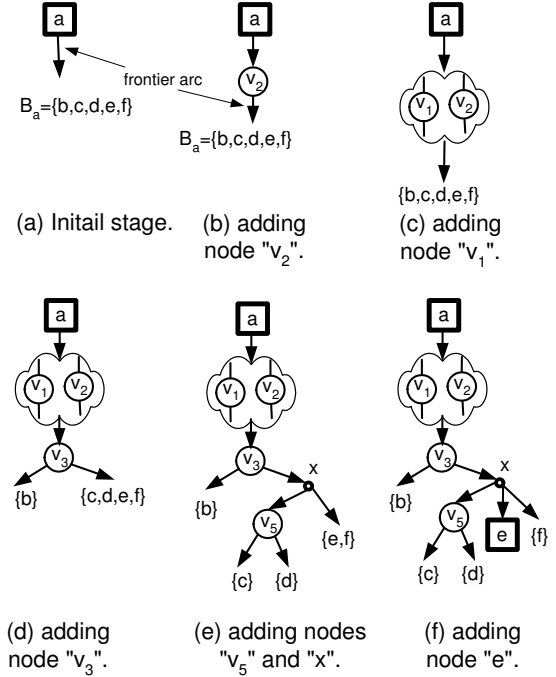 a
a
a
v2
frontier arc
v1
v2
Ba={b,c,d,e,f}
Ba={b,c,d,e,f}
{b,c,d,e,f}
(a) Initail stage.
(b) adding
node "v2".
(c) adding
node "v1".
a
a
a
v1
v2
v1
v2
v1
v2
v3
v3
v3
x
x
{b}
{c,d,e,f}
{b}
{b}
v5
{e,f}
v5
e
{f}
{c}
{d}
{c}
{d}
(d) adding
node "v3".
(e) adding nodes
"v5" and "x".
(f) adding
node "e".